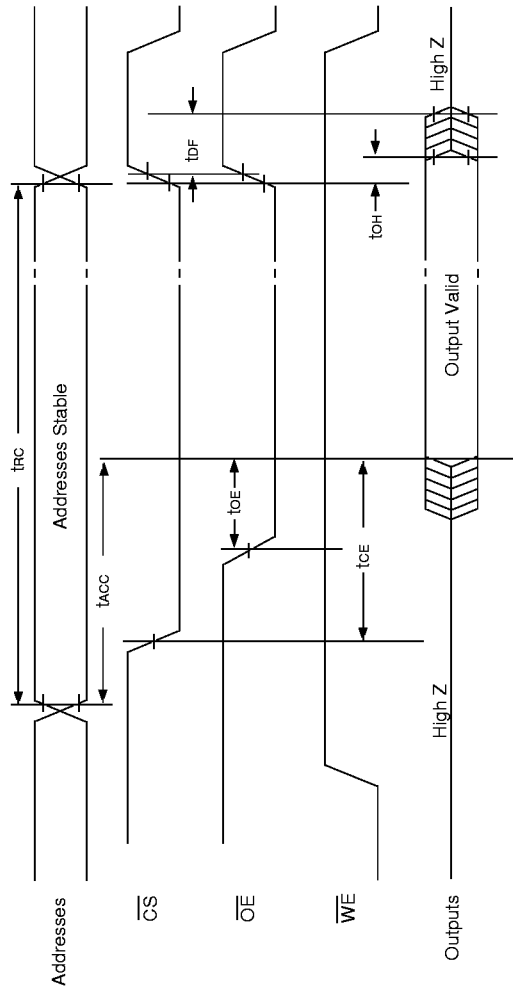 tRC
Addresses
Addresses Stable
tACC
CS
tDF
OE
tOE
WE
tCE
tOH
Outputs
High Z
Output Valid
High Z